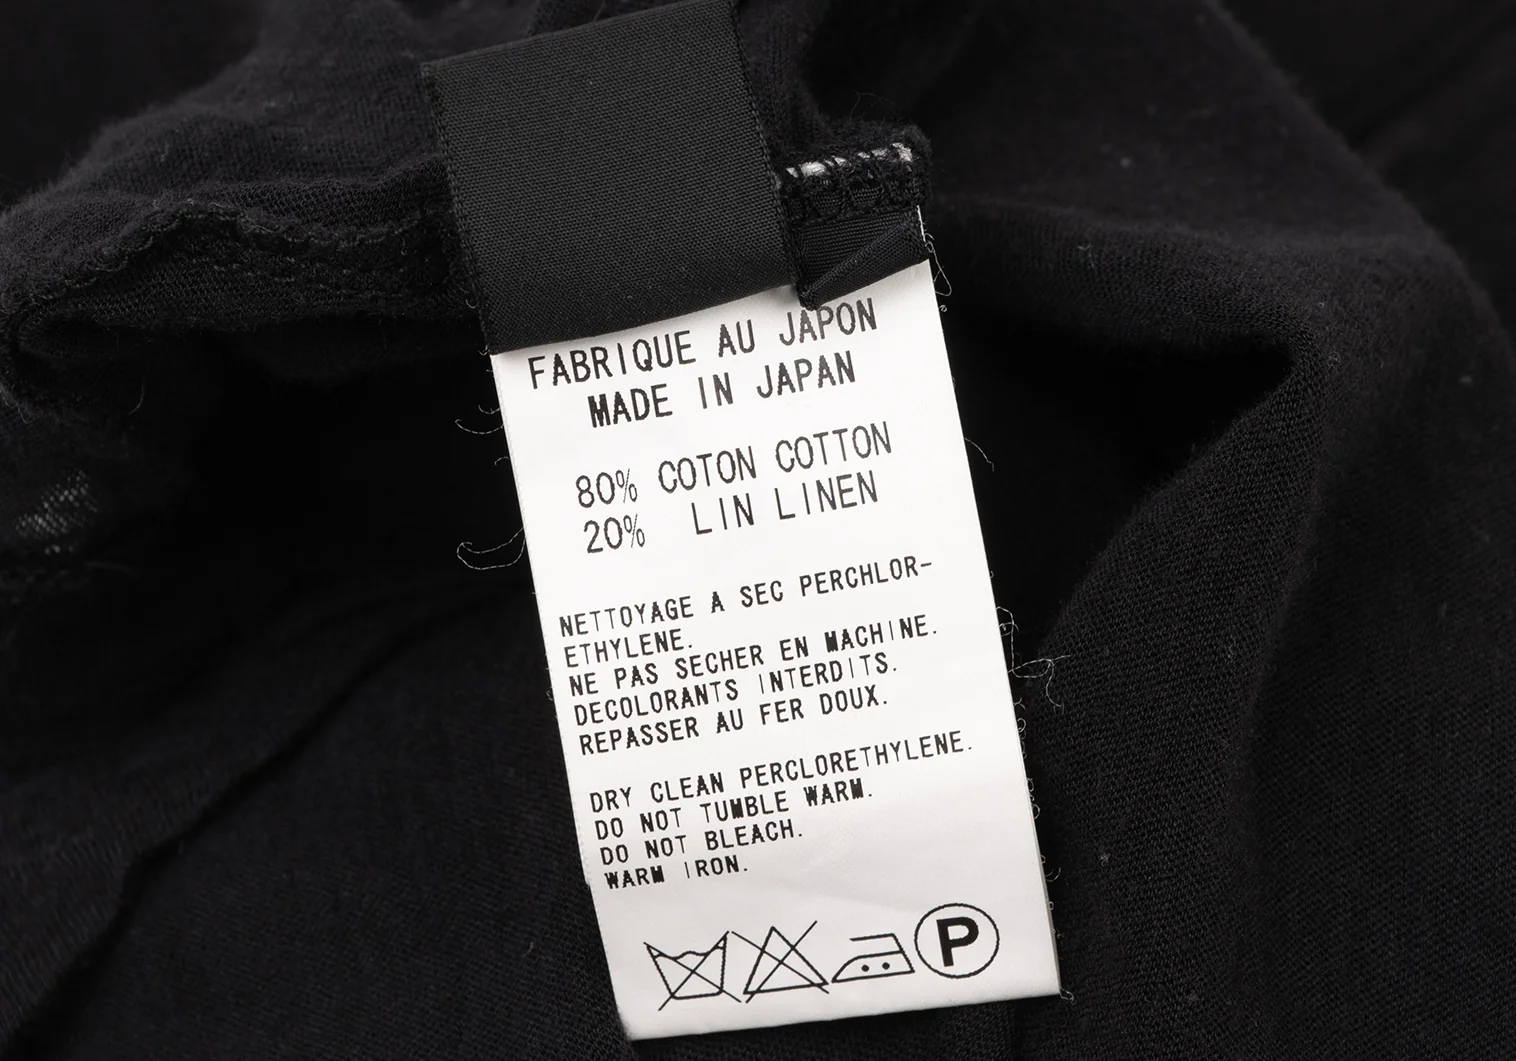 FABRIQUE AU JAPON
MADE IN JAPAN
80% COTON COTTON
20% LIN LINEN
NETTOYAGE A SEC PERCHLOR-
ETHYLENE.
NE PAS SECHER EN MACHINE.
DECOLORANTS INTERDITS.
REPASSER AU FER DOUX.
DRY CLEAN PERCLORETHYLENE.
DO NOT TUMBLE WARM.
DO NOT BLEACH.
WARM IRON.
P